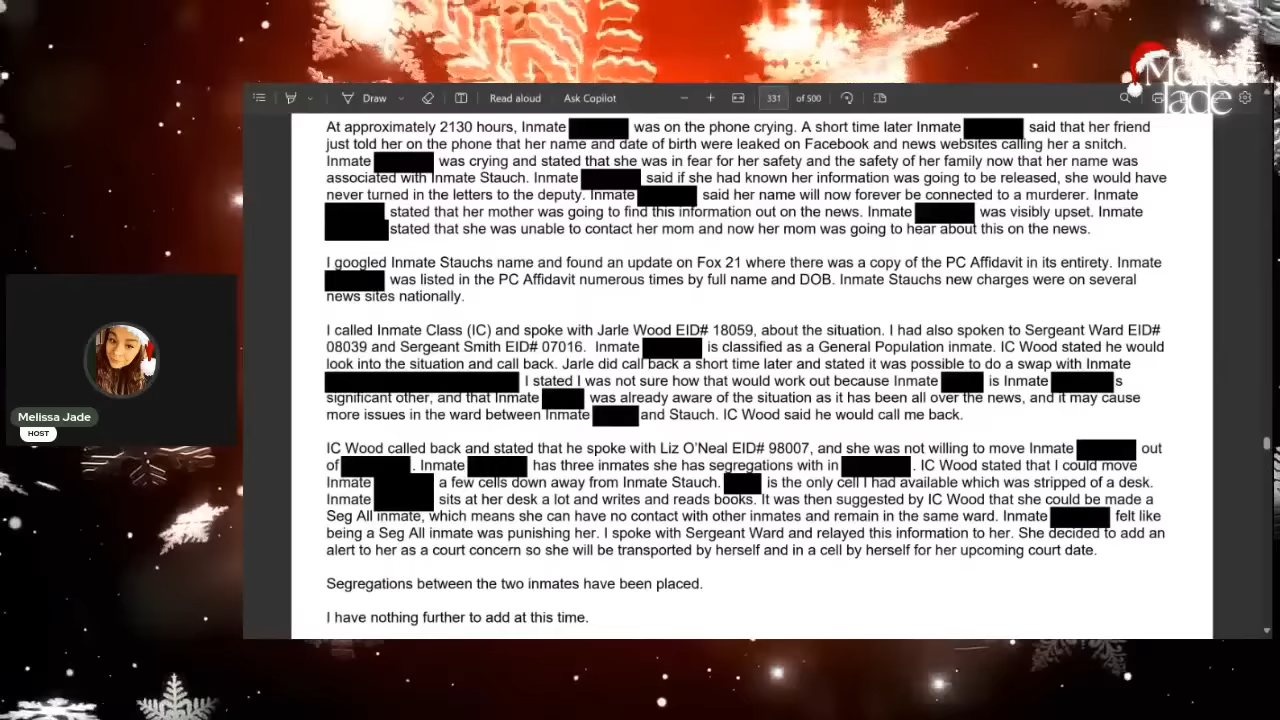 Melissa Jade
Draw
Read aloud
Ask Copilot
331
of 500
At approximately 2130 hours, Inmate was on the phone crying. A short time later Inmate said that her friend
just told her on the phone that her name and date of birth were leaked on Facebook and news websites calling her a snitch.
Inmate was crying and stated that she was in fear for her safety and the safety of her family now that her name was
associated with Inmate Stauch. Inmate said if she had known her information was going to be released, she would have
never turned in the letters to the deputy. Inmate said her name will now forever be connected to a murderer. Inmate
stated that her mother was going to find this information out on the news. Inmate was visibly upset. Inmate
stated that she was unable to contact her mom and now her mom was going to hear about this on the news.
I googled Inmate Stauchs name and found an update on Fox 21 where there was a copy of the PC Affidavit in its entirety. Inmate
was listed in the PC Affidavit numerous times by full name and DOB. Inmate Stauchs new charges were on several
news sites nationally.
I called Inmate Class (IC) and spoke with Jarle Wood EID# 18059, about the situation. I had also spoken to Sergeant Ward EID#
08039 and Sergeant Smith EID# 07016. Inmate is classified as a General Population inmate. IC Wood stated he would
look into the situation and call back. Jarle did call back a short time later and stated it was possible to do a swap with Inmate
I stated I was not sure how that would work out because Inmate is Inmate s
significant other, and that Inmate was already aware of the situation as it has been all over the news, and it may cause
more issues in the ward between Inmate and Stauch. IC Wood said he would call me back.
IC Wood called back and stated that he spoke with Liz O'Neal EID# 98007, and she was not willing to move Inmate out
of . Inmate has three inmates she has segregations with in . IC Wood stated that I could move
Inmate a few cells down away from Inmate Stauch. is the only cell I had available which was stripped of a desk.
Inmate sits at her desk a lot and writes and reads books. It was then suggested by IC Wood that she could be made a
Seg All inmate, which means she can have no contact with other inmates and remain in the same ward. Inmate felt like
being a Seg All inmate was punishing her. I spoke with Sergeant Ward and relayed this information to her. She decided to add an
alert to her as a court concern so she will be transported by herself and in a cell by herself for her upcoming court date.
Segregations between the two inmates have been placed.
I have nothing further to add at this time.
Melissa Jade
HOST